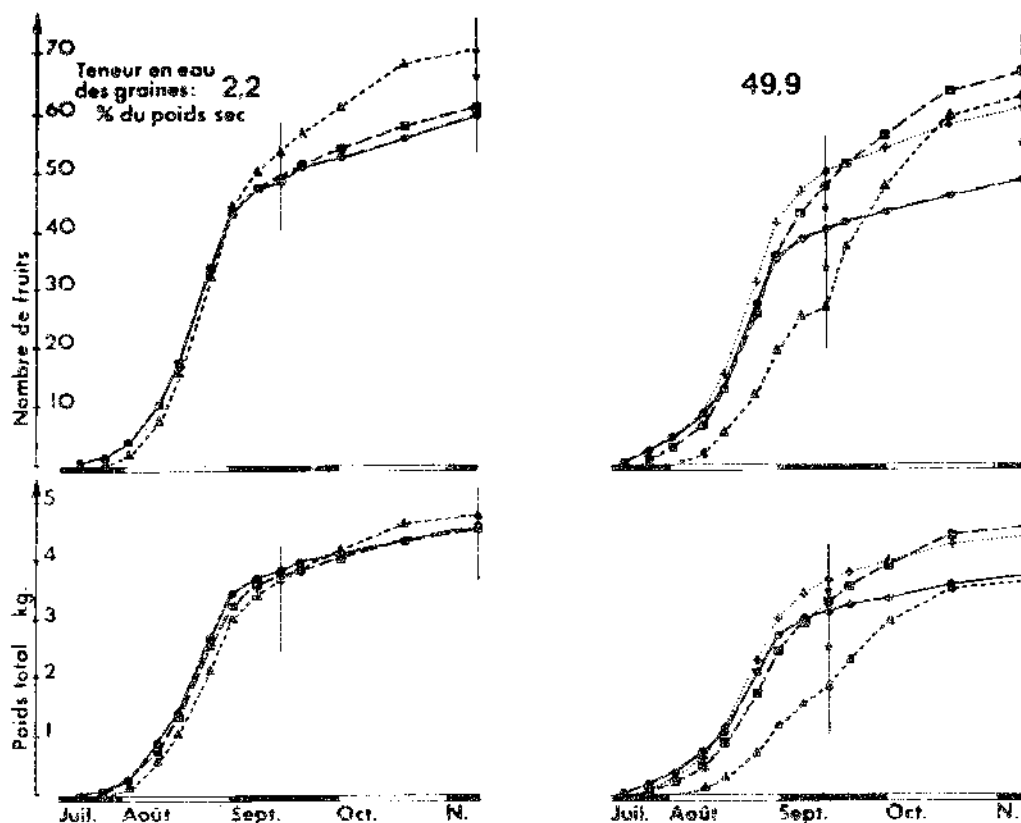 70
Teneur en eau
des graines: 2,2
% du poids sec
60
50
40
30
20
10
Nombre de fruits
49,9
5
4
3
2
1
Poids total kg.
Juil. Août Sept. Oct. N.
Juil. Août Sept. Oct. N.